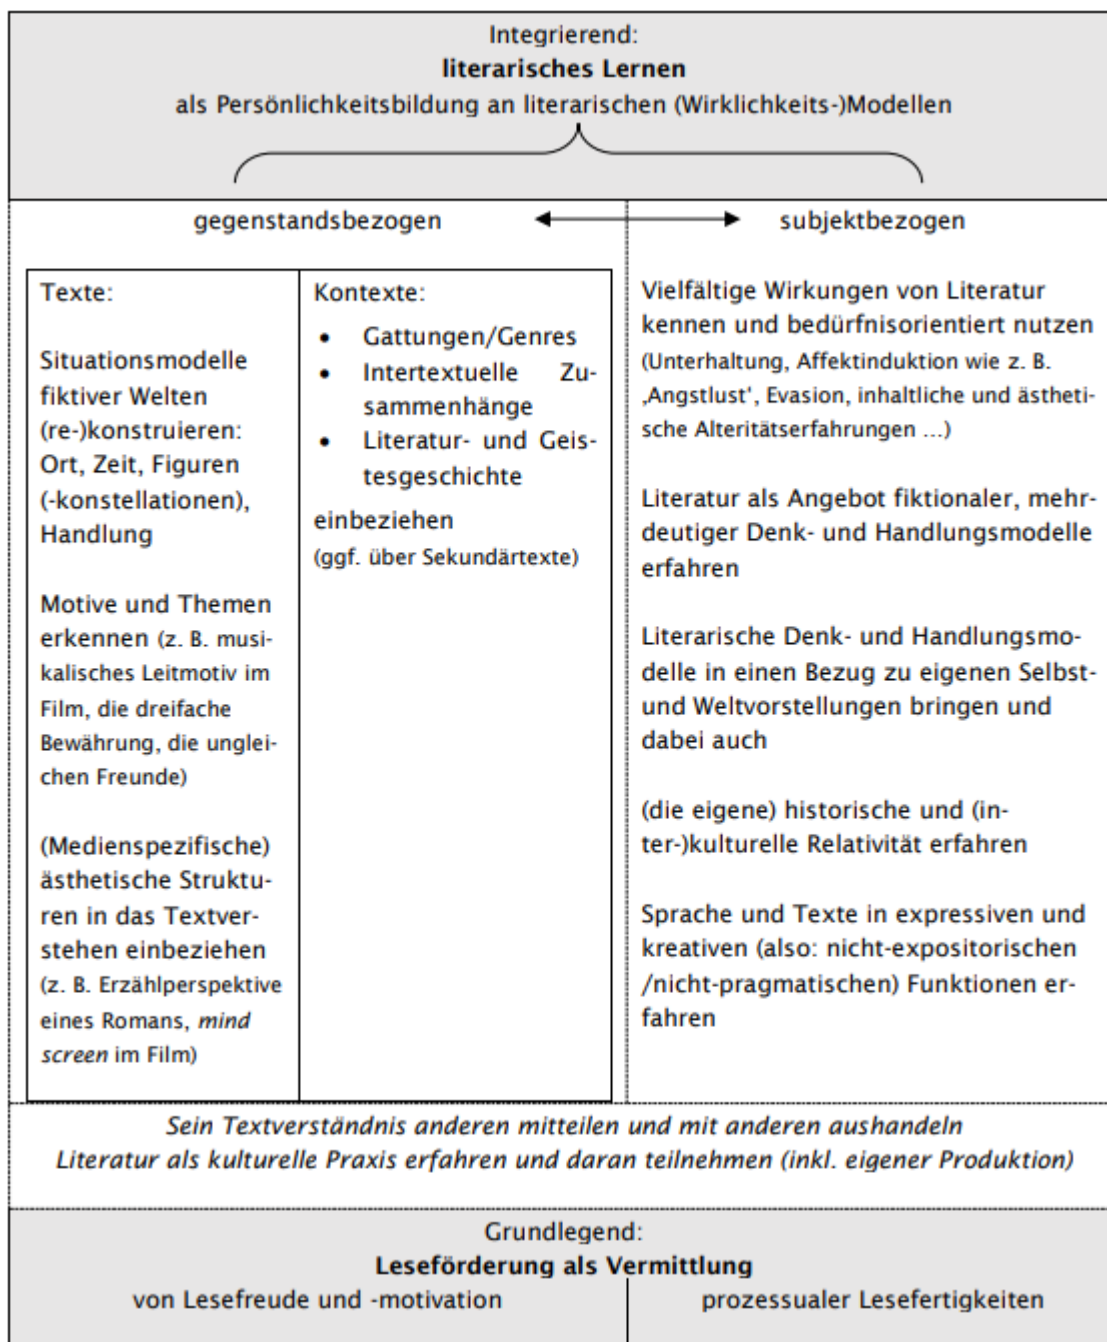 Integrierend:
literarisches Lernen
als Persönlichkeitsbildung an literarischen (Wirklichkeits-)Modellen
gegenstandsbezogen
subjektbezogen
Texte:
Situationsmodelle
fiktiver Welten
(re-)konstruieren:
Ort, Zeit, Figuren
(-konstellationen),
Handlung
Motive und Themen
erkennen (z. B. musi-
kalisches Leitmotiv im
Film, die dreifache
Bewährung, die unglei-
chen Freunde)
(Medienspezifische)
ästhetische Struktu-
ren in das Textver-
stehen einbeziehen
(z. B. Erzählperspektive
eines Romans, mind
screen im Film)
Kontexte:
• Gattungen/Genres
• Intertextuelle Zu-
sammenhänge
• Literatur- und Geis-
tesgeschichte
einbeziehen
(ggf. über Sekundärtexte)
Vielfältige Wirkungen von Literatur
kennen und bedürfnisorientiert nutzen
(Unterhaltung, Affektinduktion wie z. B.
‚Angstlust‘, Evasion, inhaltliche und ästheti-
sche Alteritätserfahrungen ...)
Literatur als Angebot fiktionaler, mehr-
deutiger Denk- und Handlungsmodelle
erfahren
Literarische Denk- und Handlungsmo-
delle in einen Bezug zu eigenen Selbst-
und Weltvorstellungen bringen und
dabei auch
(die eigene) historische und (in-
ter-)kulturelle Relativität erfahren
Sprache und Texte in expressiven und
kreativen (also: nicht-expositorischen
/nicht-pragmatischen) Funktionen er-
fahren
Sein Textverständnis anderen mitteilen und mit anderen aushandeln
Literatur als kulturelle Praxis erfahren und daran teilnehmen (inkl. eigener Produktion)
Grundlegend:
Leseförderung als Vermittlung
von Lesefreude und -motivation
prozessualer Lesefertigkeiten